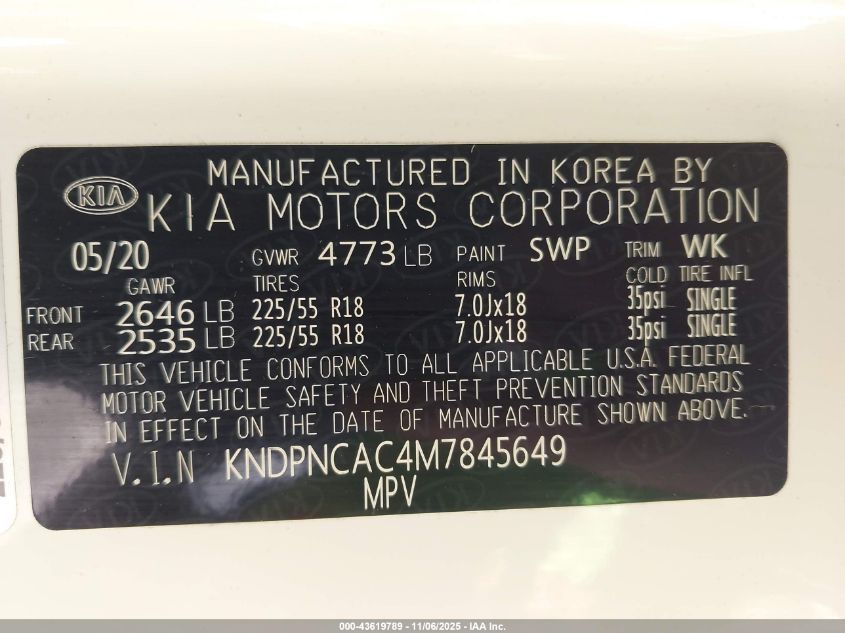 MANUFACTURED IN KOREA BY
KIA KIA MOTORS CORPORATION
05/20 GVWR 4773 LB PAINT SWP TRIM WK
GAWR TIRES RIMS COLD TIRE INFL
FRONT 2646 LB 225/55 R18 7.0Jx18 35psi SINGLE
REAR 2535 LB 225/55 R18 7.0Jx18 35psi SINGLE
THIS VEHICLE CONFORMS TO ALL APPLICABLE U.S.A. FEDERAL
MOTOR VEHICLE SAFETY AND THEFT PREVENTION STANDARDS
IN EFFECT ON THE DATE OF MANUFACTURE SHOWN ABOVE.
V.I.N KNDPNCAC4M7845649
MPV
000-43619789 - 11/06/2025 - IAA Inc.